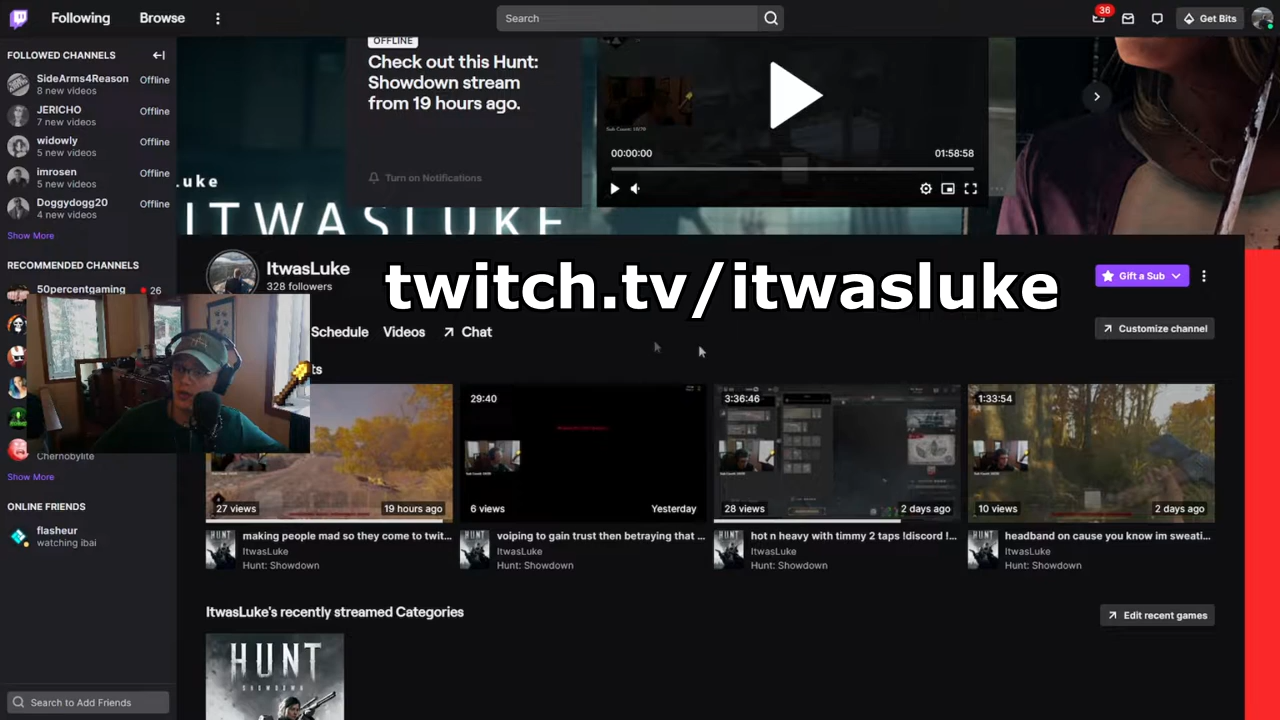 Following
Browse
Search
36
Get Bits
FOLLOWED CHANNELS
SideArms4Reason
Offline
8 new videos
JERICHO
Offline
7 new videos
widowly
Offline
5 new videos
imrosen
Offline
5 new videos
Doggydogg20
Offline
4 new videos
Show More
RECOMMENDED CHANNELS
50percentgaming
26
Chernobylite
Show More
ONLINE FRIENDS
flasheur
watching ibai
Search to Add Friends
OFFLINE
Check out this Hunt:
Showdown stream
from 19 hours ago.
Turn on Notifications
00:00:00
01:58:58
.uke
ITWASLUKE
ItwasLuke
328 followers
twitch.tv/itwasluke
Gift a Sub
Schedule
Videos
Chat
Customize channel
ts
27 views
19 hours ago
making people mad so they come to twit...
ItwasLuke
Hunt: Showdown
29:40
6 views
Yesterday
voiping to gain trust then betraying that ...
ItwasLuke
Hunt: Showdown
3:36:46
28 views
2 days ago
hot n heavy with timmy 2 taps !discord !...
ItwasLuke
Hunt: Showdown
1:33:54
10 views
2 days ago
headband on cause you know im sweati...
ItwasLuke
Hunt: Showdown
ItwasLuke's recently streamed Categories
Edit recent games
HUNT
SHOWDOWN